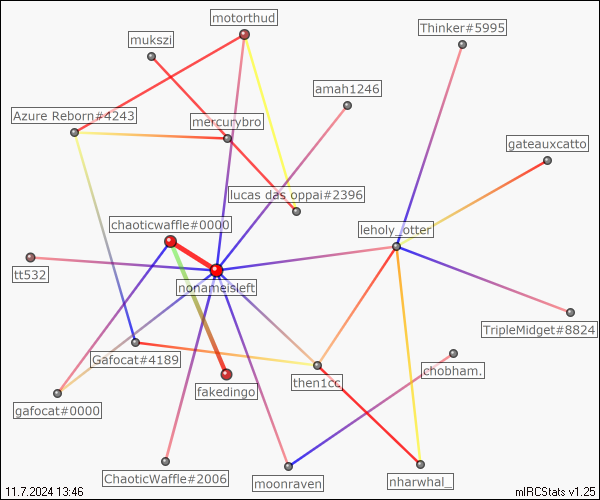 motorthud
Thinker#5995
mukszi
amah1246
Azure Reborn#4243
mercurybro
gateauxcatto
lucas das oppai#2396
chaoticwaffle#0000
leholy_otter
tt532
nonameisleft
TripleMidget#8824
Gafocat#4189
chobham.
then1cc
fakedingo
gafocat#0000
ChaoticWaffle#2006
moonraven
nharwhal_
11.7.2024 13:46
mIRCStats v1.25